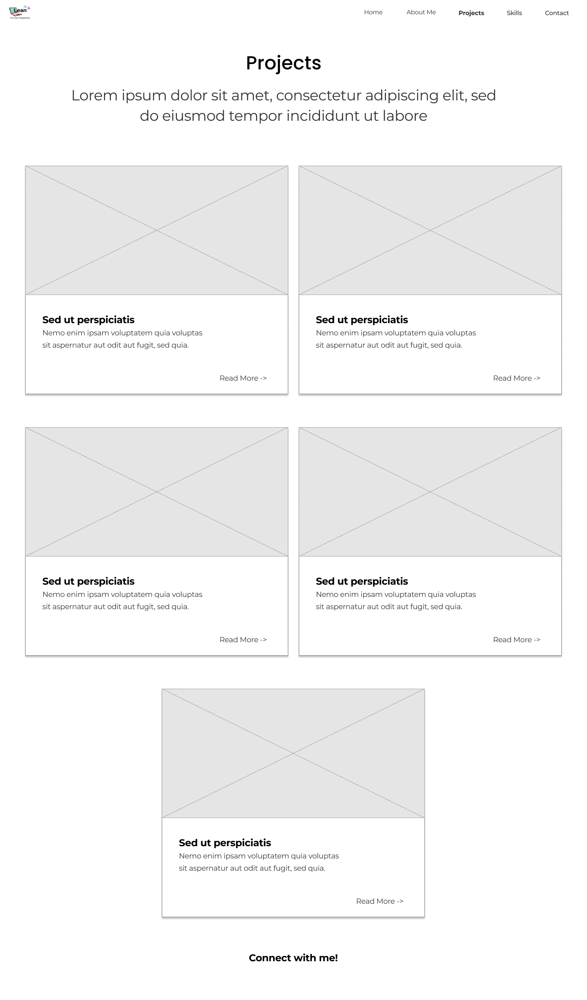 Lean
The Lean Programmer
Home About Me Projects Skills Contact
Projects
Lorem ipsum dolor sit amet, consectetur adipiscing elit, sed
do eiusmod tempor incididunt ut labore
Sed ut perspiciatis
Nemo enim ipsam voluptatem quia voluptas
sit aspernatur aut odit aut fugit, sed quia.
Read More ->
Sed ut perspiciatis
Nemo enim ipsam voluptatem quia voluptas
sit aspernatur aut odit aut fugit, sed quia.
Read More ->
Sed ut perspiciatis
Nemo enim ipsam voluptatem quia voluptas
sit aspernatur aut odit aut fugit, sed quia.
Read More ->
Sed ut perspiciatis
Nemo enim ipsam voluptatem quia voluptas
sit aspernatur aut odit aut fugit, sed quia.
Read More ->
Sed ut perspiciatis
Nemo enim ipsam voluptatem quia voluptas
sit aspernatur aut odit aut fugit, sed quia.
Read More ->
Connect with me!